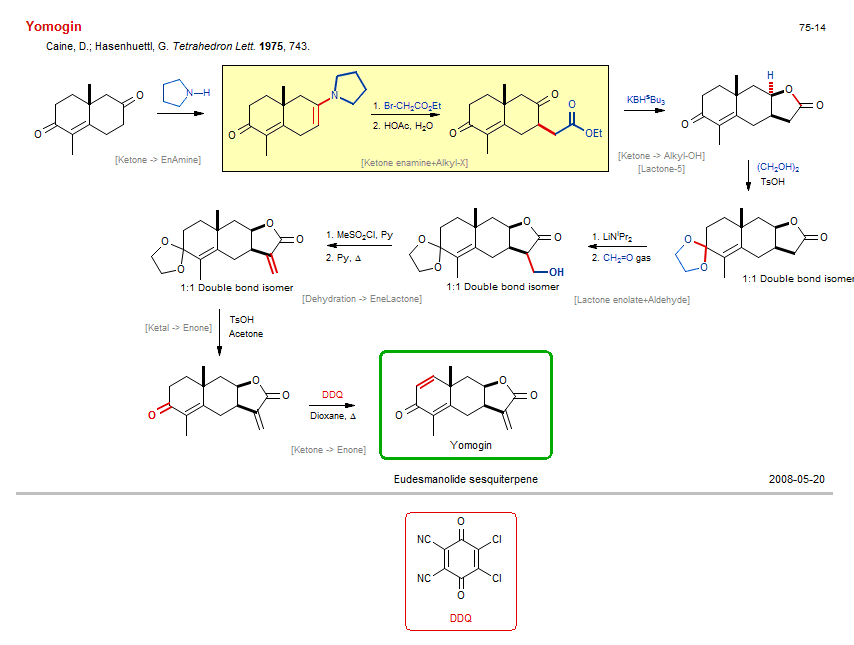 Yomogin
75-14
Caine, D.; Hasenhuettl, G. Tetrahedron Lett. 1975, 743.
O
O
N–H
[Ketone -> EnAmine]
O
N
1. Br-CH₂CO₂Et
2. HOAc, H₂O
[Ketone enamine+Alkyl-X]
O
O
O
OEt
KBHˢBu₃
[Ketone -> Alkyl-OH]
[Lactone-5]
H
O
O
O
(CH₂OH)₂
TsOH
O
O
O
O
1:1 Double bond isomer
1. LiNⁱPr₂
2. CH₂=O gas
[Lactone enolate+Aldehyde]
O
O
O
O
OH
1:1 Double bond isomer
1. MeSO₂Cl, Py
2. Py, Δ
[Dehydration -> EneLactone]
O
O
O
O
1:1 Double bond isomer
[Ketal -> Enone]
TsOH
Acetone
O
O
O
DDQ
Dioxane, Δ
[Ketone -> Enone]
O
O
O
Yomogin
Eudesmanolide sesquiterpene
2008-05-20
O
NC
Cl
NC
Cl
O
DDQ